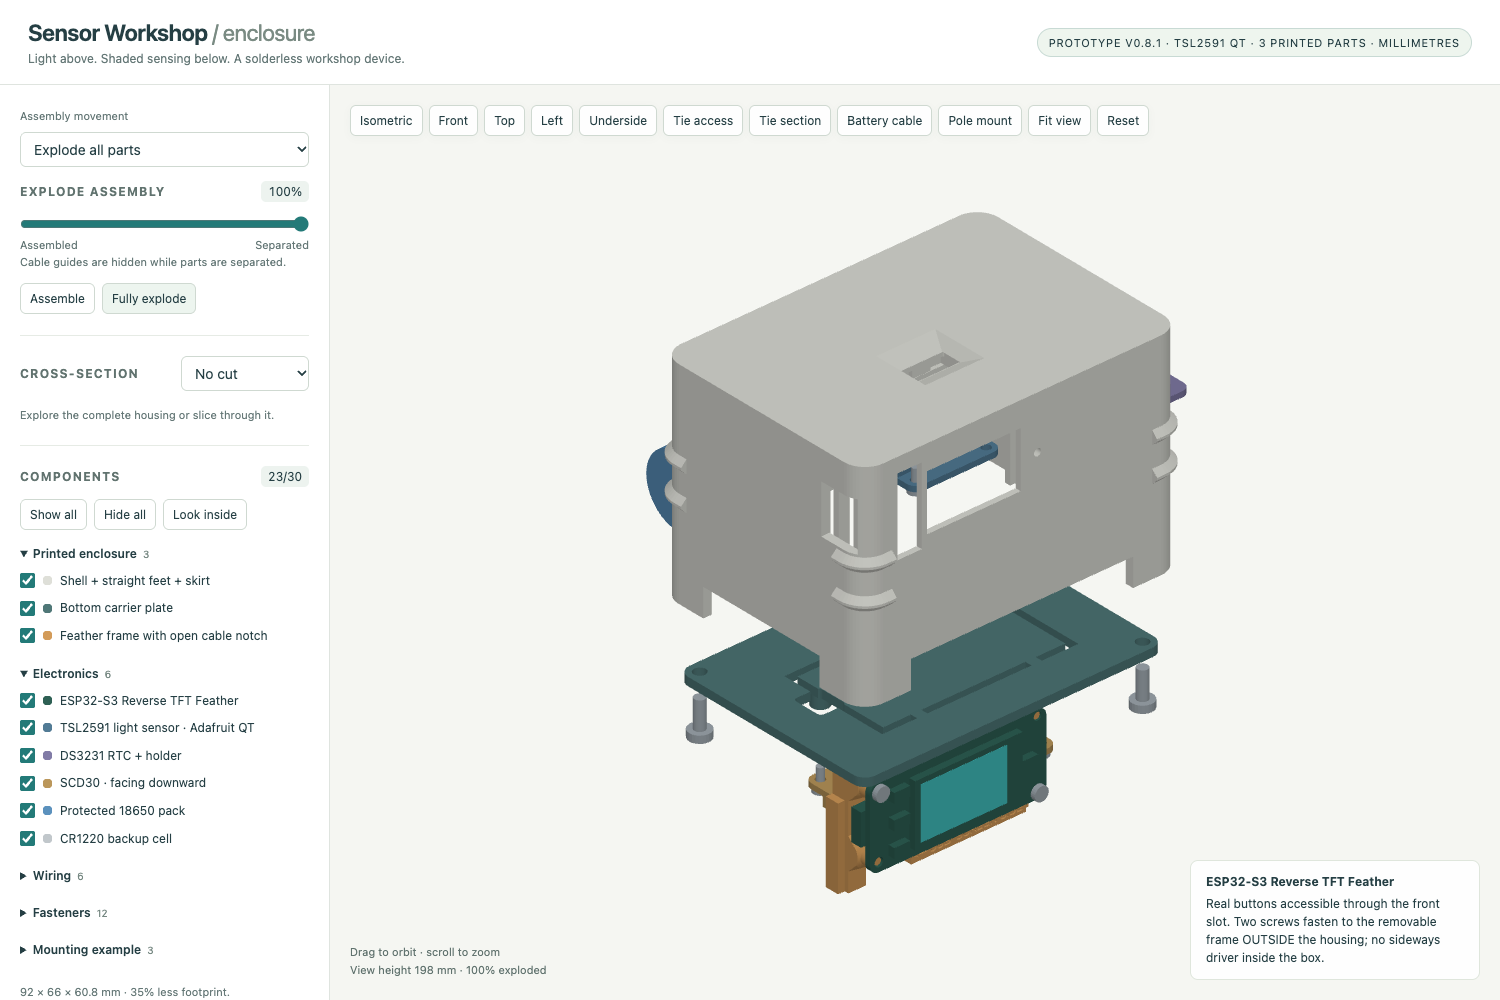 Sensor Workshop / enclosure
Light above. Shaded sensing below. A solderless workshop device.
PROTOTYPE V0.8.1 · TSL2591 QT · 3 PRINTED PARTS · MILLIMETRES
Assembly movement
Explode all parts
EXPLODE ASSEMBLY 100%
Assembled Separated
Cable guides are hidden while parts are separated.
Assemble Fully explode
CROSS-SECTION No cut
Explore the complete housing or slice through it.
COMPONENTS 23/30
Show all Hide all Look inside
Printed enclosure 3
Shell + straight feet + skirt
Bottom carrier plate
Feather frame with open cable notch
Electronics 6
ESP32-S3 Reverse TFT Feather
TSL2591 light sensor · Adafruit QT
DS3231 RTC + holder
SCD30 · facing downward
Protected 18650 pack
CR1220 backup cell
Wiring 6
Fasteners 12
Mounting example 3
92 × 66 × 60.8 mm · 35% less footprint.
Isometric Front Top Left Underside Tie access Tie section Battery cable Pole mount Fit view Reset
Drag to orbit · scroll to zoom
View height 198 mm · 100% exploded
ESP32-S3 Reverse TFT Feather
Real buttons accessible through the front
slot. Two screws fasten to the removable
frame OUTSIDE the housing; no sideways
driver inside the box.